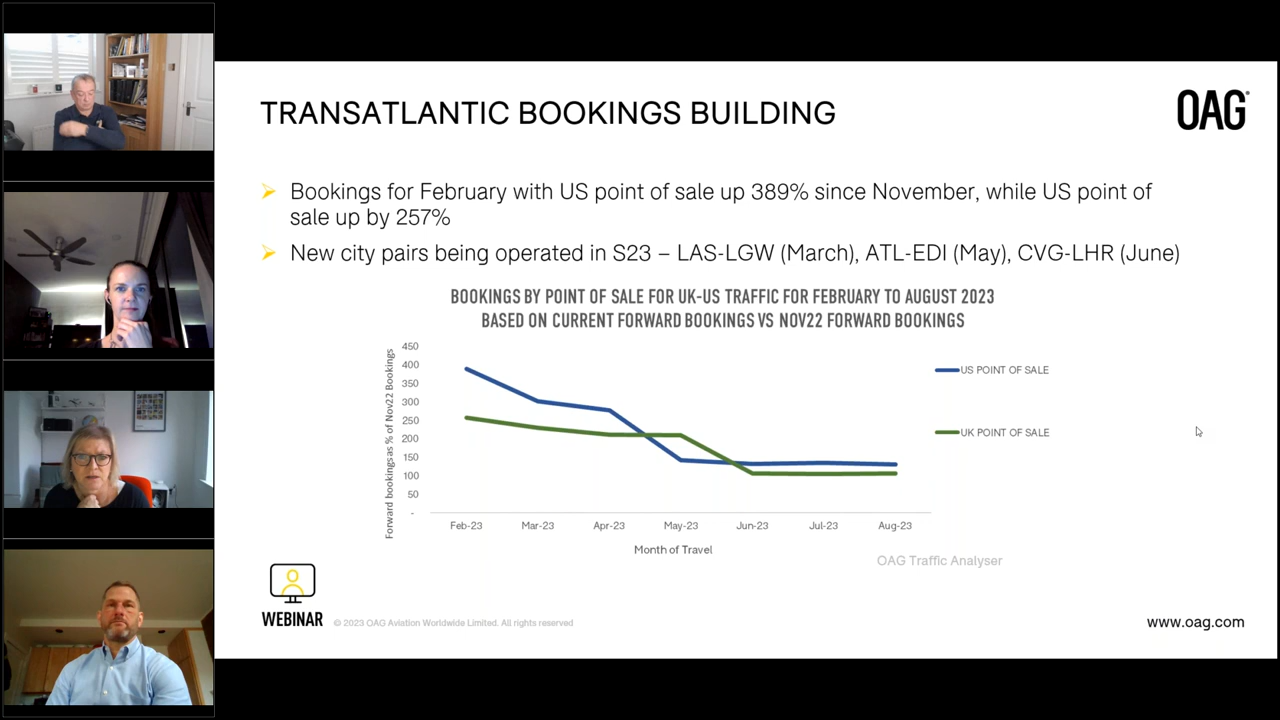 TRANSATLANTIC BOOKINGS BUILDING
OAG
Bookings for February with US point of sale up 389% since November, while US point of
sale up by 257%
New city pairs being operated in S23 – LAS-LGW (March), ATL-EDI (May), CVG-LHR (June)
BOOKINGS BY POINT OF SALE FOR UK-US TRAFFIC FOR FEBRUARY TO AUGUST 2023
BASED ON CURRENT FORWARD BOOKINGS VS NOV22 FORWARD BOOKINGS
Forward bookings as % of Nov22 Bookings
450
400
350
300
250
200
150
100
50
-
US POINT OF SALE
UK POINT OF SALE
Feb-23 Mar-23 Apr-23 May-23 Jun-23 Jul-23 Aug-23
Month of Travel
OAG Traffic Analyser
WEBINAR
© 2023 OAG Aviation Worldwide Limited. All rights reserved
www.oag.com